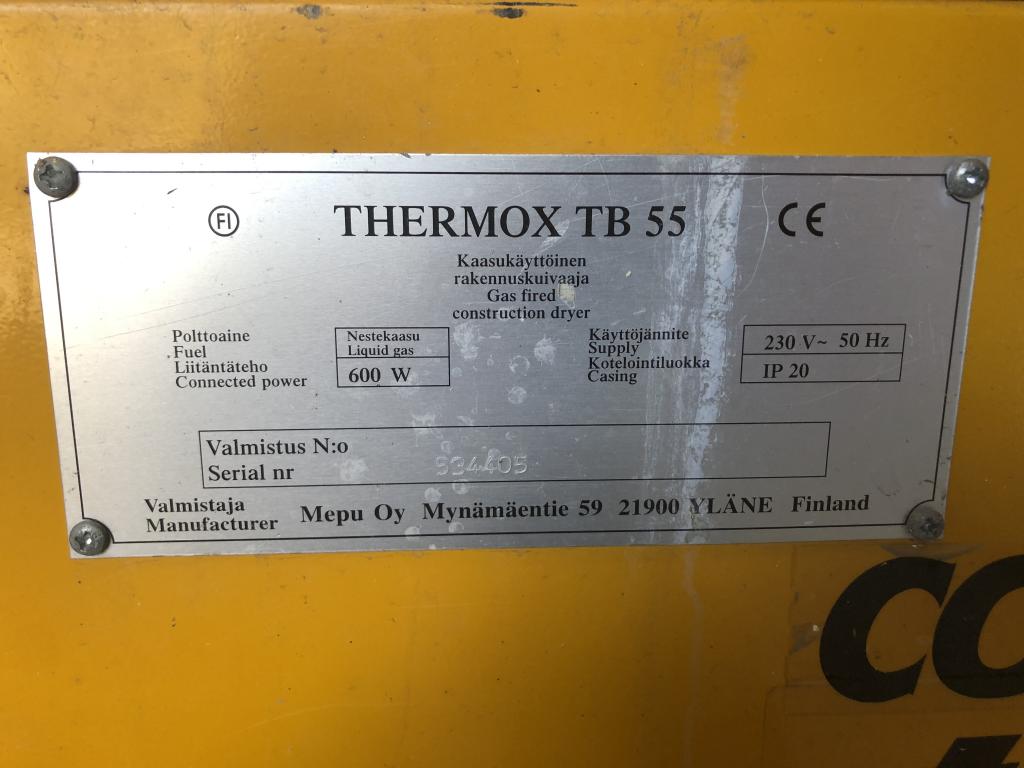 FI THERMOX TB 55 CE
Kaasukäyttöinen
rakennuskuivaaja
Gas fired
construction dryer
Polttoaine
Fuel
Nestekaasu
Liquid gas
Liitäntäteho
Connected power
600 W
Käyttöjännite
Supply
230 V~ 50 Hz
Kotelointiluokka
Casing
IP 20
Valmistus N:o
Serial nr 934405
Valmistaja
Manufacturer
Mepu Oy Mynämäentie 59 21900 YLÄNE Finland